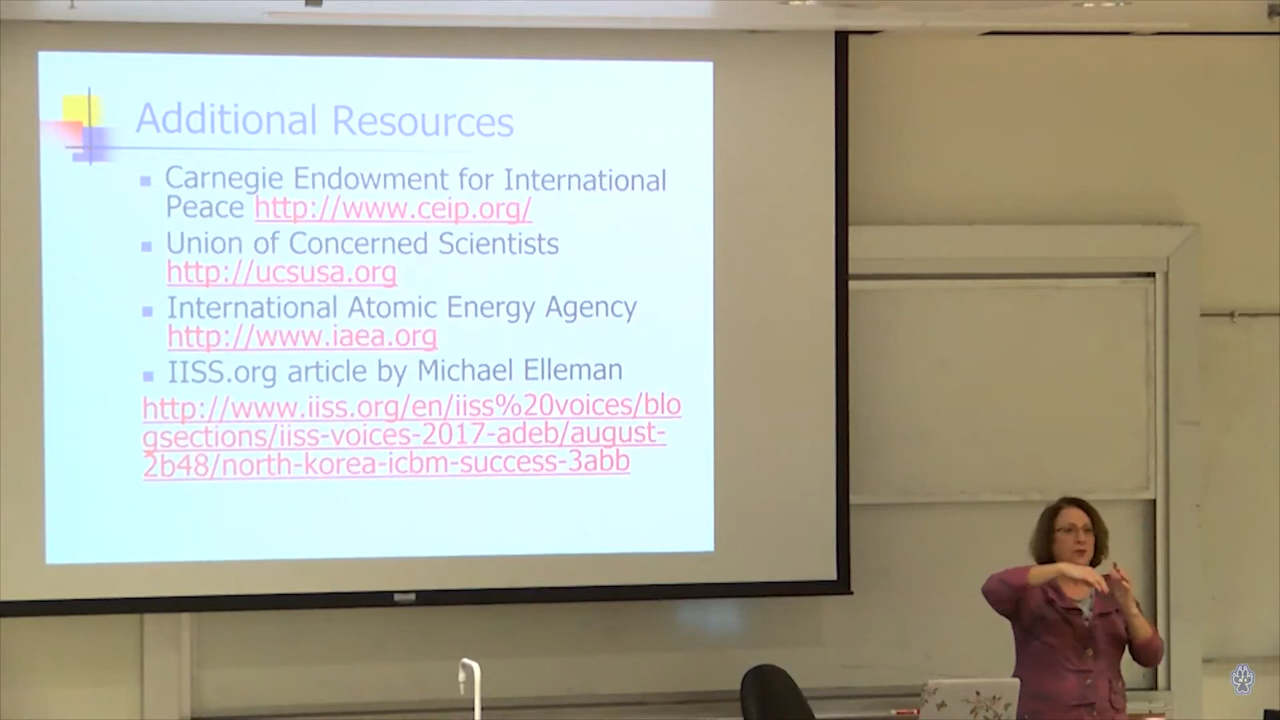 Additional Resources
Carnegie Endowment for International
Peace http://www.ceip.org/
Union of Concerned Scientists
http://ucsusa.org
International Atomic Energy Agency
http://www.iaea.org
IISS.org article by Michael Elleman
http://www.iiss.org/en/iiss%20voices/blo
gsections/iiss-voices-2017-adeb/august-
2b48/north-korea-icbm-success-3abb